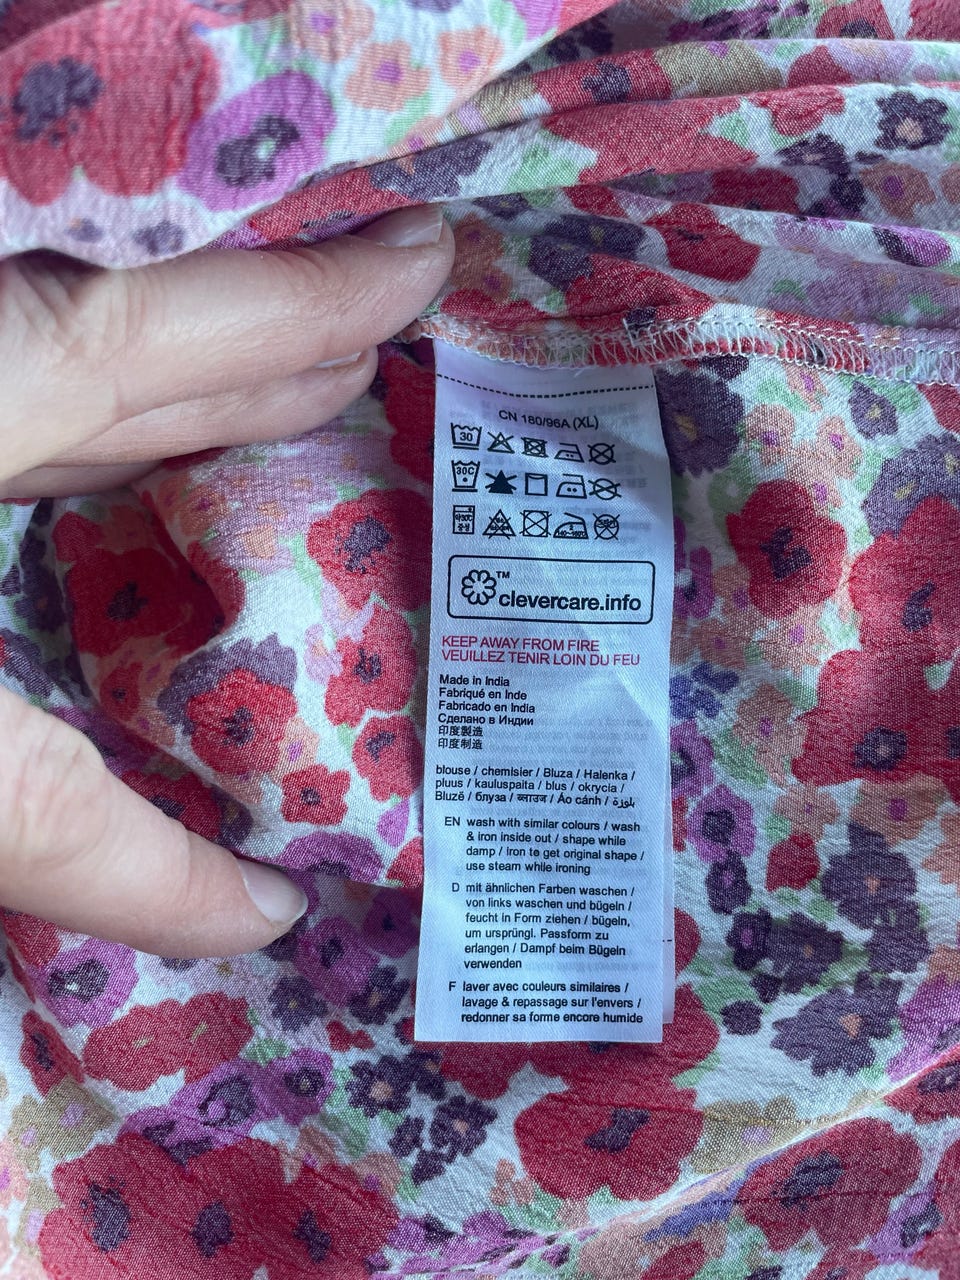 CN 180/96A (XL)
30
30C
™
clevercare.info
KEEP AWAY FROM FIRE
VEUILLEZ TENIR LOIN DU FEU
Made in India
Fabriqué en Inde
Fabricado en India
Сделано в Индии
印度製造
印度制造
blouse / chemisier / Bluza / Halenka /
pluus / kauluspaita / blus / okrycia /
Bluzë / блуза / ब्लाउज / Áo cánh / بلوزة /
EN wash with similar colours / wash
& iron inside out / shape while
damp / iron to get original shape /
use steam while ironing
D mit ähnlichen Farben waschen /
von links waschen und bügeln /
feucht in Form ziehen / bügeln,
um ursprüngl. Passform zu
erlangen / Dampf beim Bügeln
verwenden
F laver avec couleurs similaires /
lavage & repassage sur l'envers /
redonner sa forme encore humide